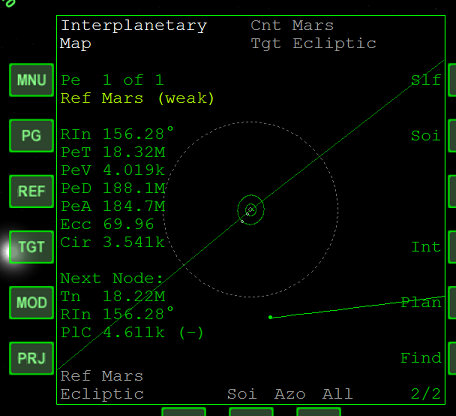 Interplanetary Cnt Mars
Map Tgt Ecliptic
MNU Pe 1 of 1 Slf
Ref Mars (weak)
PG RIn 156.28° Soi
PeT 18.32M
PeV 4.019k
REF PeD 188.1M
PeA 184.7M
Ecc 69.96
TGT Cir 3.541k Int
Next Node:
MOD Tn 18.22M Plan
RIn 156.28°
PlC 4.611k (-)
PRJ Find
Ref Mars
Ecliptic Soi Azo All 2/2